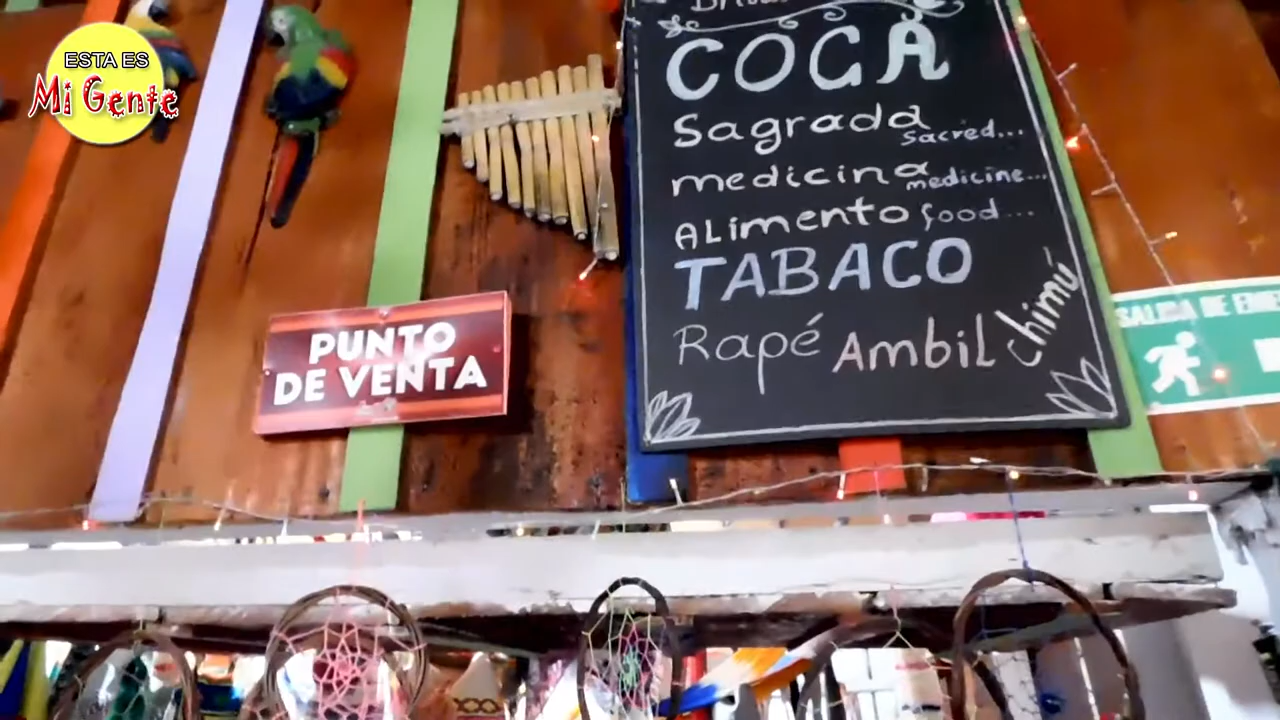 ESTA ES
Mi Gente
COCA
Sagrada sacred...
medicina medicine...
ALimento food...
TABACO
Rapé AmbiL chimú
PUNTO
DE VENTA
SALIDA DE